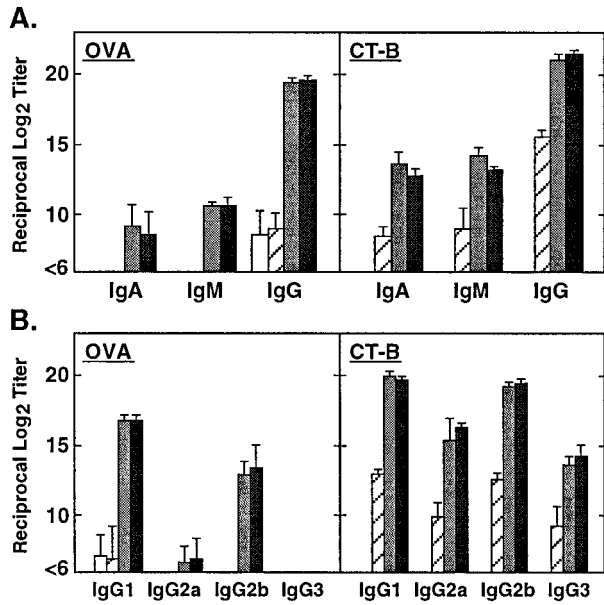 A.
OVA
CT-B
Reciprocal Log2 Titer
20
15
10
<6
IgA IgM IgG IgA IgM IgG
B.
OVA
CT-B
Reciprocal Log2 Titer
20
15
10
<6
IgG1 IgG2a IgG2b IgG3 IgG1 IgG2a IgG2b IgG3